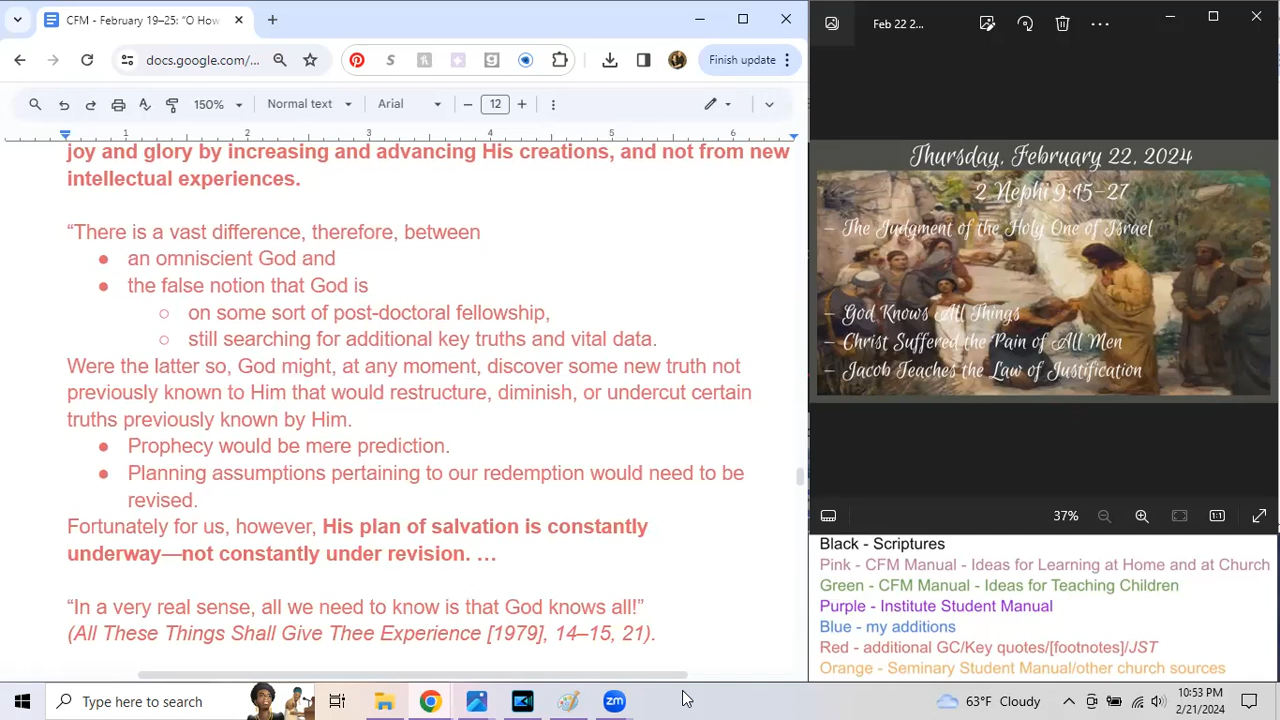 CFM - February 19–25: “O How
docs.google.com/...
Finish update
150%
Normal text
Arial
12
1 2 3 4 5 6
joy and glory by increasing and advancing His creations, and not from new
intellectual experiences.
“There is a vast difference, therefore, between
● an omniscient God and
● the false notion that God is
○ on some sort of post-doctoral fellowship,
○ still searching for additional key truths and vital data.
Were the latter so, God might, at any moment, discover some new truth not
previously known to Him that would restructure, diminish, or undercut certain
truths previously known by Him.
● Prophecy would be mere prediction.
● Planning assumptions pertaining to our redemption would need to be
revised.
Fortunately for us, however, His plan of salvation is constantly
underway—not constantly under revision. …
“In a very real sense, all we need to know is that God knows all!”
(All These Things Shall Give Thee Experience [1979], 14–15, 21).
Feb 22 2...
Thursday, February 22, 2024
2 Nephi 9:15–27
– The Judgment of the Holy One of Israel
– God Knows All Things
– Christ Suffered the Pain of All Men
– Jacob Teaches the Law of Justification
37%
1:1
Black - Scriptures
Pink - CFM Manual - Ideas for Learning at Home and at Church
Green - CFM Manual - Ideas for Teaching Children
Purple - Institute Student Manual
Blue - my additions
Red - additional GC/Key quotes/[footnotes]/JST
Orange - Seminary Student Manual/other church sources
Type here to search
zm
63°F Cloudy
10:53 PM
2/21/2024